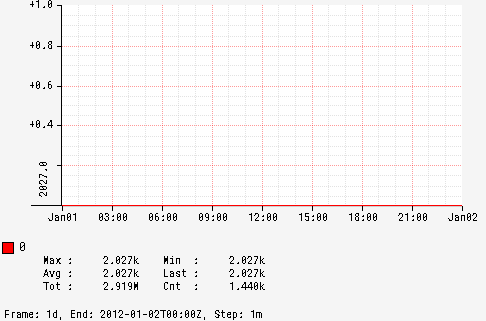 +1.0
+0.8
+0.6
+0.4
2027.0
Jan01 03:00 06:00 09:00 12:00 15:00 18:00 21:00 Jan02
0
Max : 2.027k Min : 2.027k
Avg : 2.027k Last : 2.027k
Tot : 2.919M Cnt : 1.440k
Frame: 1d, End: 2012-01-02T00:00Z, Step: 1m